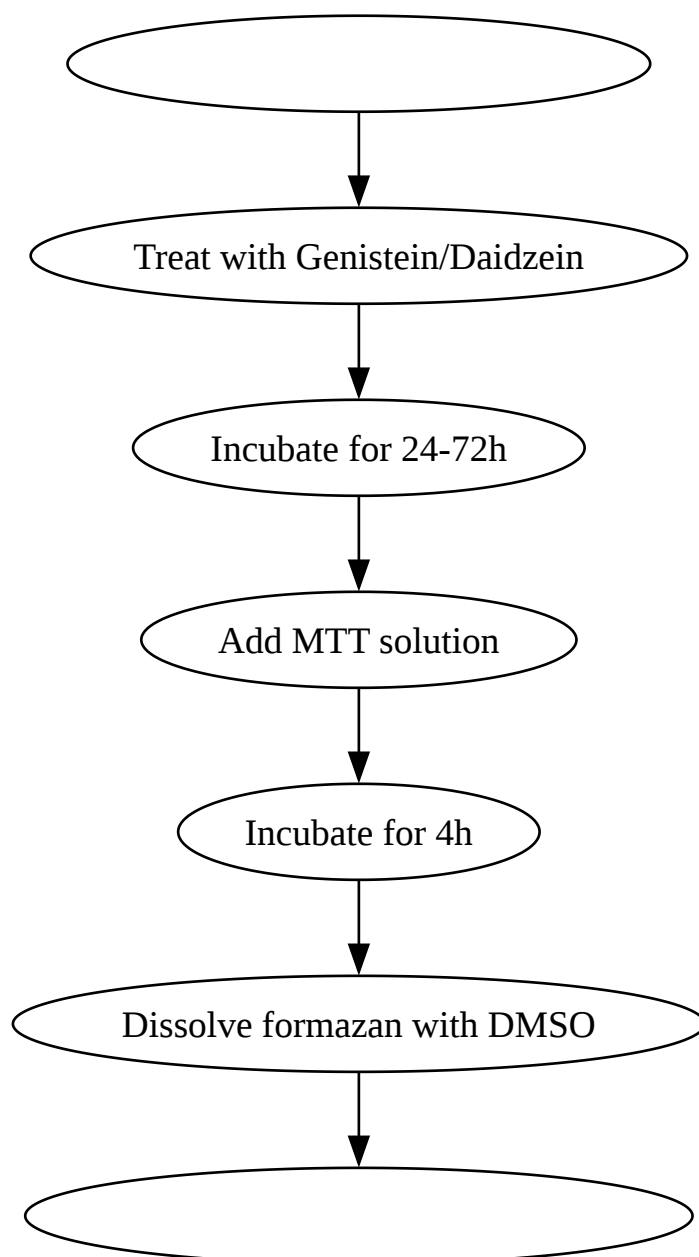 Treat with Genistein/Daidzein
Incubate for 24-72h
Add MTT solution
Incubate for 4h
Dissolve formazan with DMSO